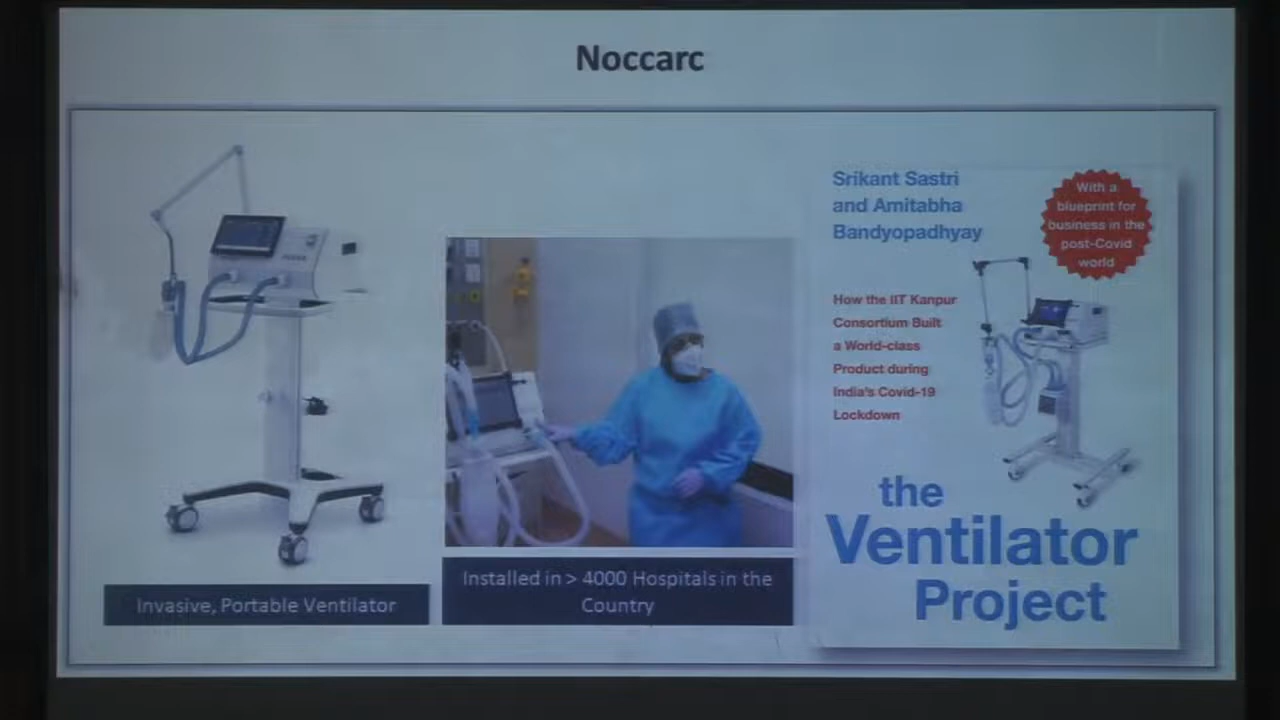 Noccarc
Invasive, Portable Ventilator
Installed in > 4000 Hospitals in the
Country
Srikant Sastri
and Amitabha
Bandyopadhyay
With a
blueprint for
business in the
post-Covid
world
How the IIT Kanpur
Consortium Built
a World-class
Product during
India's Covid-19
Lockdown
the
Ventilator
Project